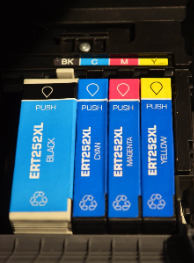 BK C M Y
PUSH PUSH PUSH PUSH
ERT252XL BLACK
ERT252XL CYAN
ERT252XL MAGENTA
ERT252XL YELLOW